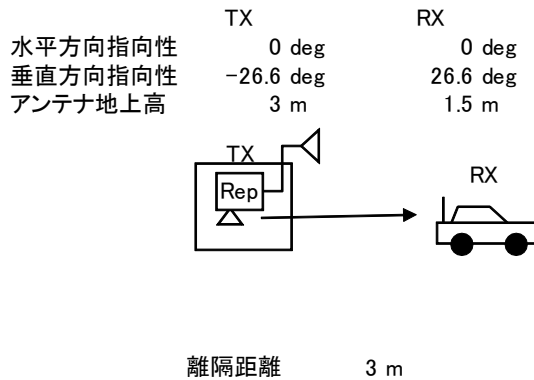 TX RX
水平方向指向性 0 deg 0 deg
垂直方向指向性 -26.6 deg 26.6 deg
アンテナ地上高 3 m 1.5 m
TX
RX
Rep
離隔距離 3 m